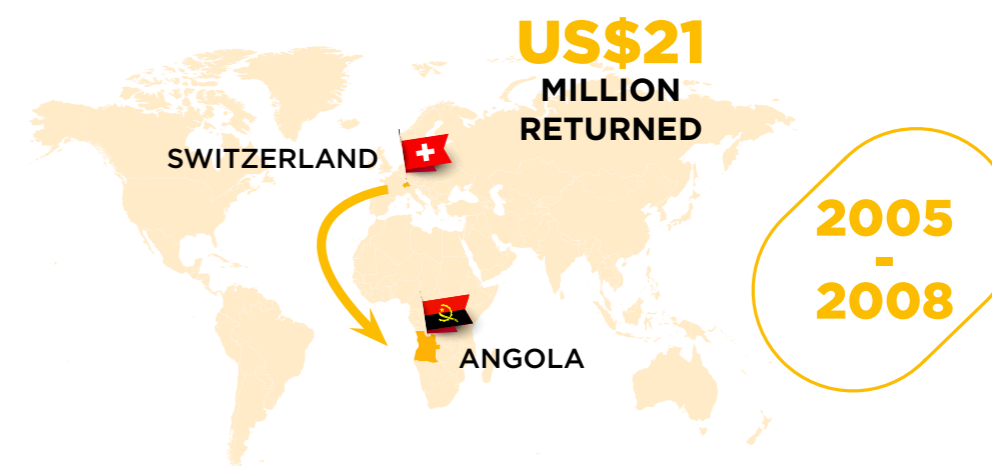 US$21
MILLION
RETURNED
SWITZERLAND
2005
-
2008
ANGOLA